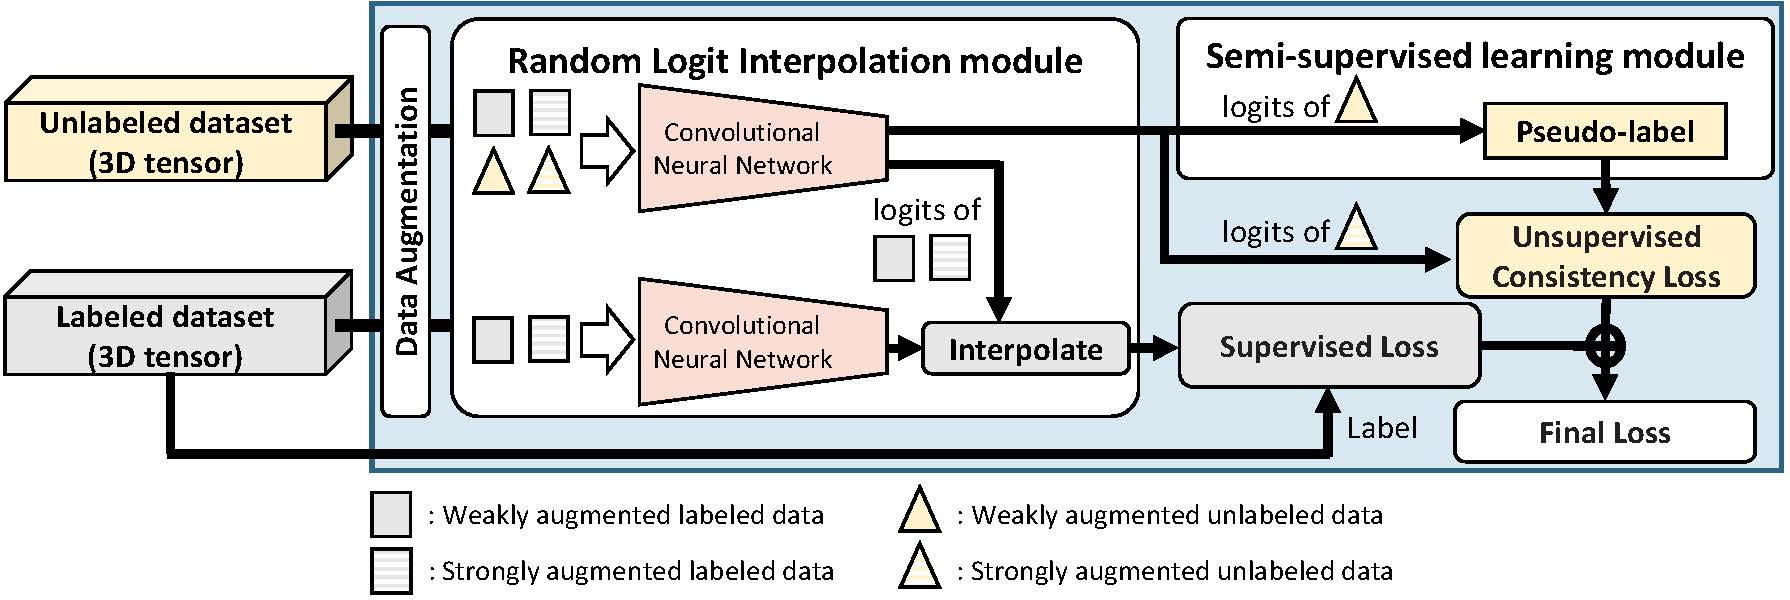 Unlabeled dataset
(3D tensor)
Labeled dataset
(3D tensor)
Data Augmentation
Random Logit Interpolation module
Convolutional
Neural Network
logits of
Convolutional
Neural Network
Interpolate
Semi-supervised learning module
logits of
Pseudo-label
logits of
Unsupervised
Consistency Loss
Supervised Loss
Label
Final Loss
: Weakly augmented labeled data
: Weakly augmented unlabeled data
: Strongly augmented labeled data
: Strongly augmented unlabeled data